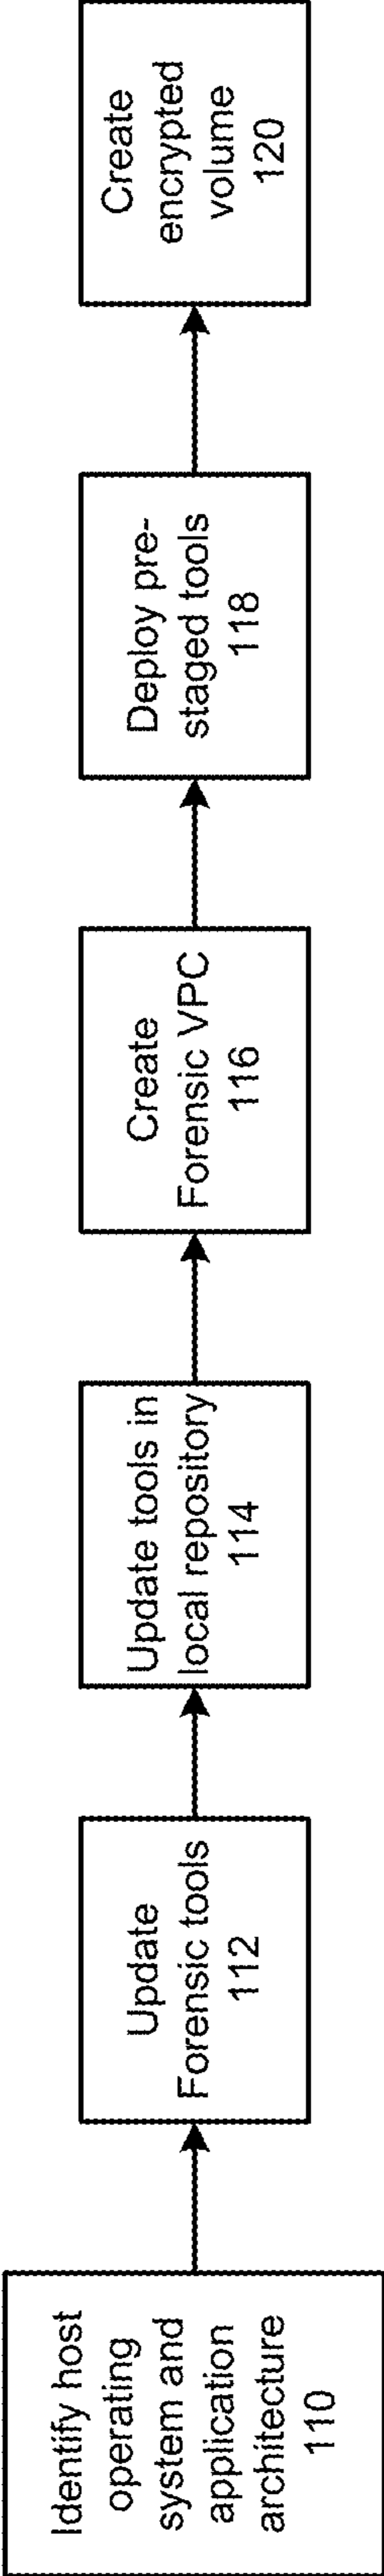 Identify host
operating
system and
application
architecture
110
Update
Forensic tools
112
Update tools in
local repository
114
Create
Forensic VPC
116
Deploy pre-
staged tools
118
Create
encrypted
volume
120